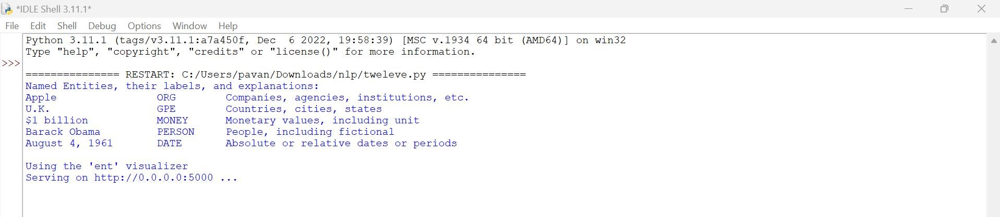 *IDLE Shell 3.11.1*
File Edit Shell Debug Options Window Help
Python 3.11.1 (tags/v3.11.1:a7a450f, Dec  6 2022, 19:58:39) [MSC v.1934 64 bit (AMD64)] on win32
Type "help", "copyright", "credits" or "license()" for more information.
>>>
=============== RESTART: C:/Users/pavan/Downloads/nlp/tweleve.py ===============
Named Entities, their labels, and explanations:
Apple                ORG        Companies, agencies, institutions, etc.
U.K.                 GPE        Countries, cities, states
$1 billion           MONEY      Monetary values, including unit
Barack Obama         PERSON     People, including fictional
August 4, 1961       DATE       Absolute or relative dates or periods
Using the 'ent' visualizer
Serving on http://0.0.0.0:5000 ...